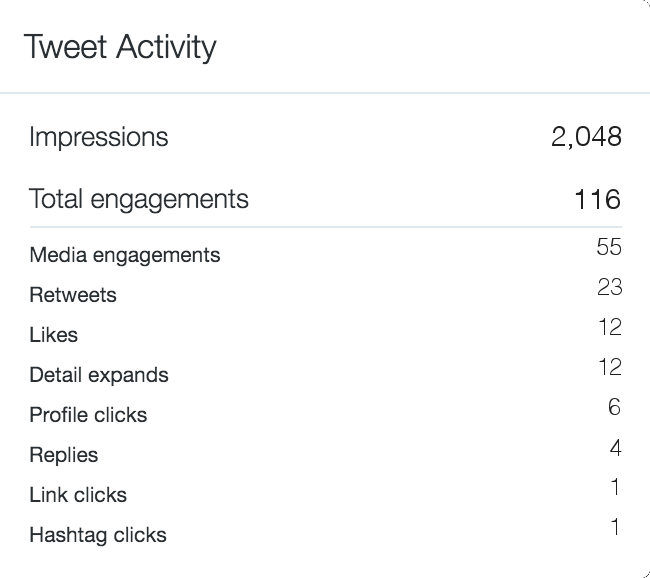 Tweet Activity
Impressions 2,048
Total engagements 116
Media engagements 55
Retweets 23
Likes 12
Detail expands 12
Profile clicks 6
Replies 4
Link clicks 1
Hashtag clicks 1